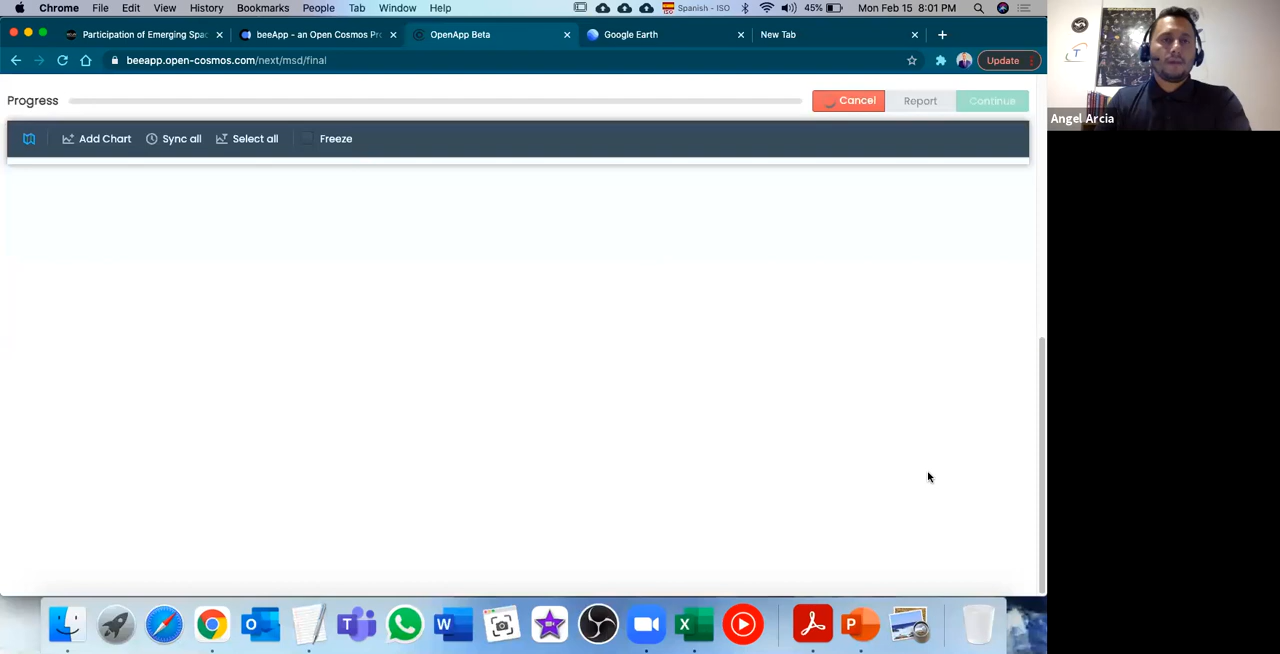 Chrome File Edit View History Bookmarks People Tab Window Help Spanish - ISO 45% Mon Feb 15 8:01 PM
Participation of Emerging Spac beeApp - an Open Cosmos Pro OpenApp Beta Google Earth New Tab
beeapp.open-cosmos.com/next/msd/final Update
Progress Cancel Report Continue
Add Chart Sync all Select all Freeze
Angel Arcia